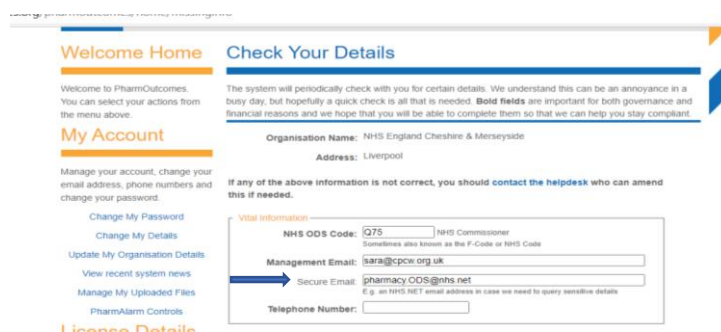 Welcome Home
Welcome to PharmOutcomes.
You can select your actions from
the menu above.
My Account
Manage your account, change your
email address, phone numbers and
change your password.
Change My Password
Change My Details
Update My Organisation Details
View recent system news
Manage My Uploaded Files
PharmAlarm Controls
License Details
Check Your Details
The system will periodically check with you for certain details. We understand this can be an annoyance in a
busy day, but hopefully a quick check is all that is needed. Bold fields are important for both governance and
financial reasons and we hope that you will be able to complete them so that we can help you stay compliant.
Organisation Name: NHS England Cheshire & Merseyside
Address: Liverpool
If any of the above information is not correct, you should contact the helpdesk who can amend
this if needed.
Vital Information
NHS ODS Code: Q75 NHS Commissioner
Sometimes also known as the F-Code or NHS Code
Management Email: sara@cpcw.org.uk
Secure Email: pharmacy.ODS@nhs.net
E.g. an NHS.NET email address in case we need to query sensitive details
Telephone Number: